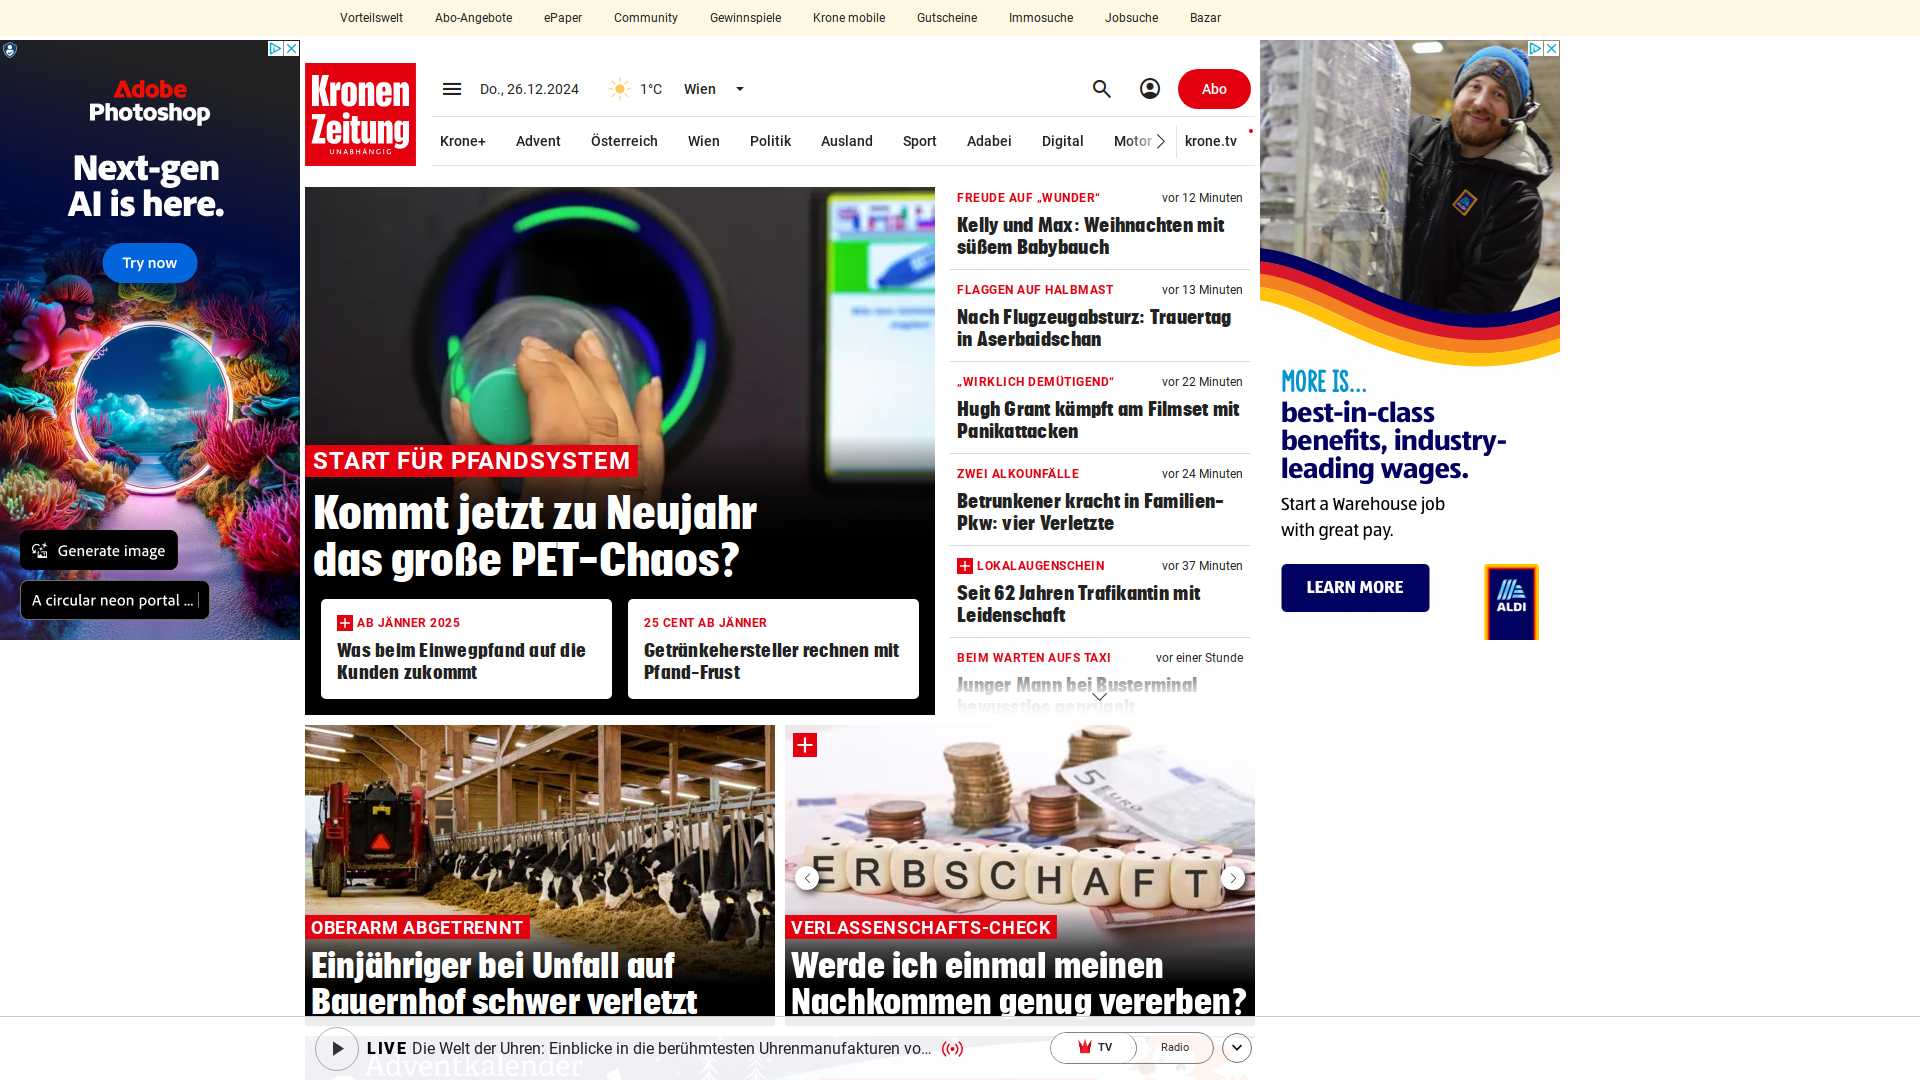 Vorteilswelt Abo-Angebote ePaper Community Gewinnspiele Krone mobile Gutscheine Immosuche Jobsuche Bazar
Adobe
Photoshop
Next-gen
AI is here.
Try now
Generate image
A circular neon portal ...
Kronen
Zeitung
UNABHÄNGIG
Do., 26.12.2024 1°C Wien
Abo
Krone+ Advent Österreich Wien Politik Ausland Sport Adabei Digital Motor krone.tv
START FÜR PFANDSYSTEM
Kommt jetzt zu Neujahr
das große PET-Chaos?
AB JÄNNER 2025
Was beim Einwegpfand auf die
Kunden zukommt
25 CENT AB JÄNNER
Getränkehersteller rechnen mit
Pfand-Frust
FREUDE AUF „WUNDER“ vor 12 Minuten
Kelly und Max: Weihnachten mit
süßem Babybauch
FLAGGEN AUF HALBMAST vor 13 Minuten
Nach Flugzeugabsturz: Trauertag
in Aserbaidschan
„WIRKLICH DEMÜTIGEND“ vor 22 Minuten
Hugh Grant kämpft am Filmset mit
Panikattacken
ZWEI ALKOUNFÄLLE vor 24 Minuten
Betrunkener kracht in Familien-
Pkw: vier Verletzte
LOKALAUGENSCHEIN vor 37 Minuten
Seit 62 Jahren Trafikantin mit
Leidenschaft
BEIM WARTEN AUFS TAXI vor einer Stunde
Junger Mann bei Busterminal
bewusstlos geprügelt
MORE IS...
best-in-class
benefits, industry-
leading wages.
Start a Warehouse job
with great pay.
LEARN MORE
ALDI
OBERARM ABGETRENNT
Einjähriger bei Unfall auf
Bauernhof schwer verletzt
5 EURO
ERBSCHAFT
VERLASSENSCHAFTS-CHECK
Werde ich einmal meinen
Nachkommen genug vererben?
LIVE Die Welt der Uhren: Einblicke in die berühmtesten Uhrenmanufakturen vo...
TV Radio
Adventkalender